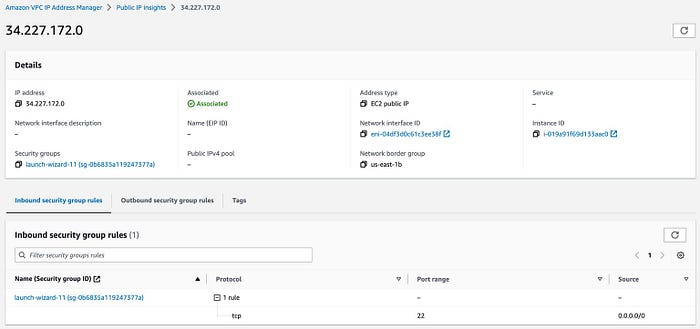 Amazon VPC IP Address Manager > Public IP insights > 34.227.172.0
34.227.172.0
Details
IP address Associated Address type Service
34.227.172.0 Associated EC2 public IP –
Network interface description Name (EIP ID) Network interface ID Instance ID
– – eni-04df3d0c61c3ee38f i-019a91f69d133aac0
Security groups Public IPv4 pool Network border group
launch-wizard-11 (sg-0b6835a119247377a) – us-east-1b
Inbound security group rules Outbound security group rules Tags
Inbound security group rules (1)
Filter security groups rules 1
Name (Security group ID) Protocol Port range Source
launch-wizard-11 (sg-0b6835a119247377a) 1 rule – –
tcp 22 0.0.0.0/0